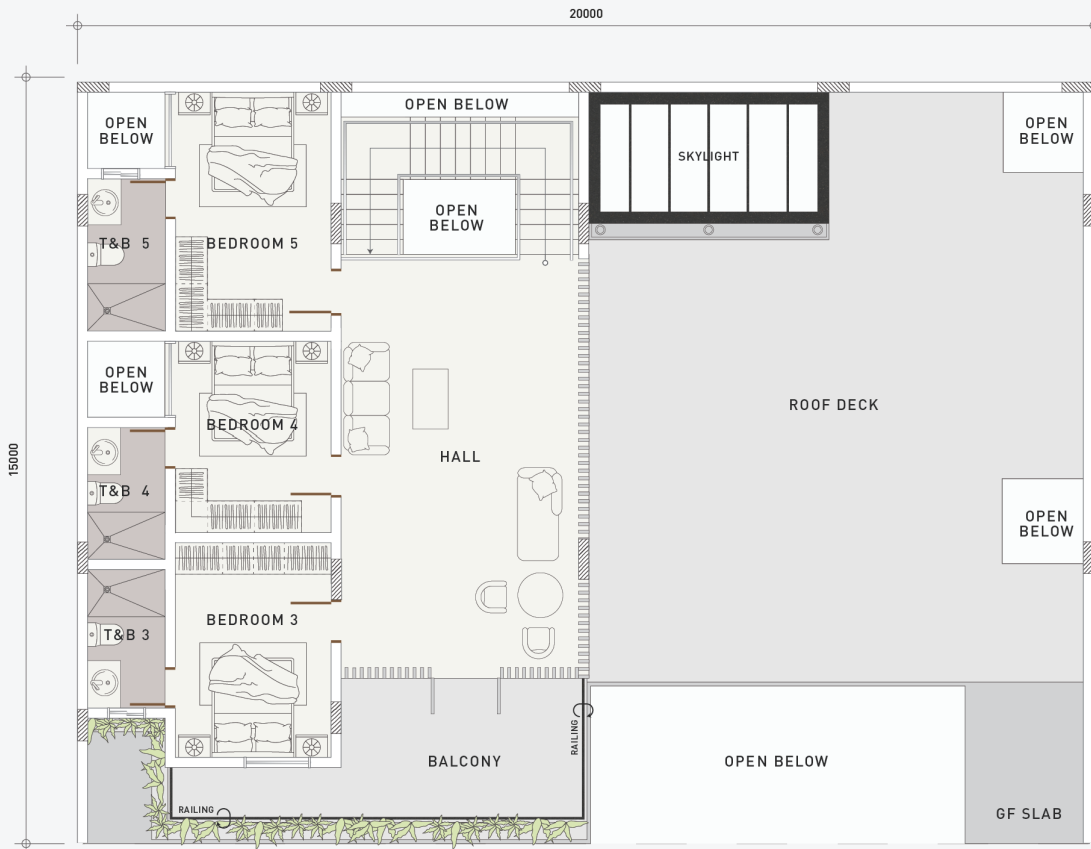 20000
15000
OPEN BELOW
OPEN
BELOW
SKYLIGHT
OPEN
BELOW
OPEN
BELOW
T&B 5
BEDROOM 5
OPEN
BELOW
ROOF DECK
BEDROOM 4
HALL
T&B 4
OPEN
BELOW
BEDROOM 3
T&B 3
RAILING
BALCONY
OPEN BELOW
RAILING
GF SLAB